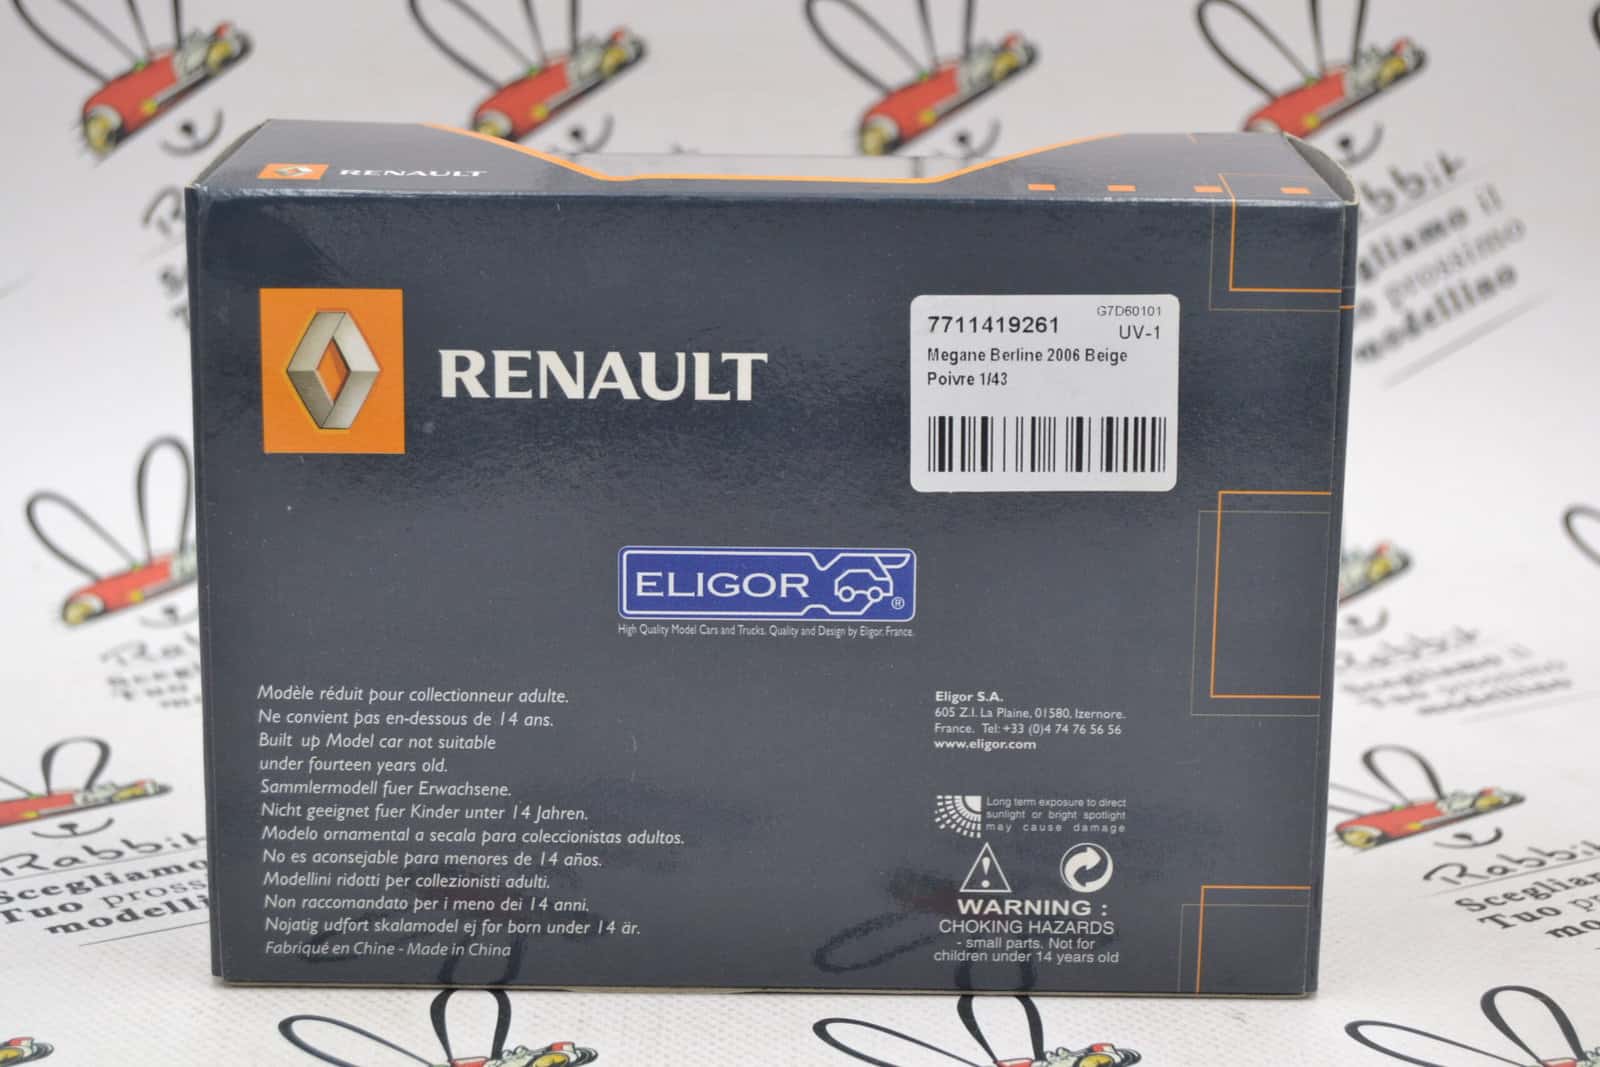 RENAULT
RENAULT
G7D60101
7711419261
UV-1
Megane Berline 2006 Beige
Poivre 1/43
ELIGOR
®
High Quality Model Cars and Trucks. Quality and Design by Eligor, France.
Modèle réduit pour collectionneur adulte.
Ne convient pas en-dessous de 14 ans.
Built up Model car not suitable
under fourteen years old.
Sammlermodell fuer Erwachsene.
Nicht geeignet fuer Kinder unter 14 Jahren.
Modelo ornamental a secala para coleccionistas adultos.
No es aconsejable para menores de 14 años.
Modellini ridotti per collezionisti adulti.
Non raccomandato per i meno dei 14 anni.
Nojatig udfort skalamodel ej for born under 14 är.
Fabriqué en Chine - Made in China
Eligor S.A.
605 Z.I. La Plaine, 01580, Izernore.
France. Tel: +33 (0)4 74 76 56 56
www.eligor.com
Long term exposure to direct
sunlight or bright spotlight
may cause damage
WARNING :
CHOKING HAZARDS
- small parts. Not for
children under 14 years old
Rabbit
Scegliamo il
Tuo prossimo
modellino